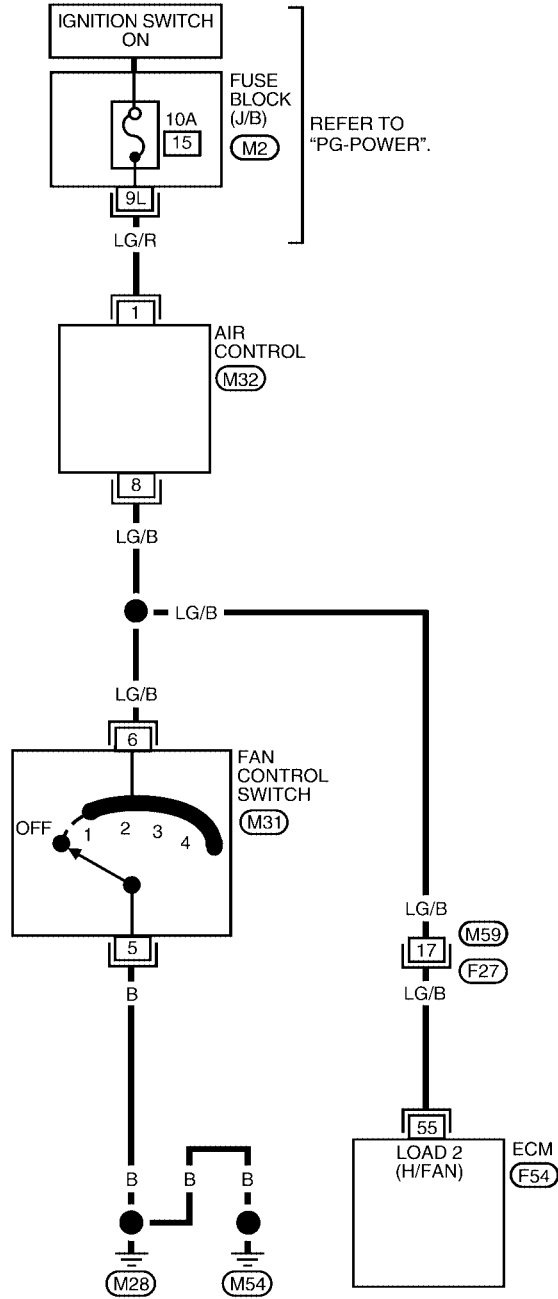 IGNITION SWITCH
ON
FUSE
BLOCK
(J/B)
M2
10A
15
REFER TO
“PG-POWER”.
9L
LG/R
1
AIR
CONTROL
M32
8
LG/B
LG/B
LG/B
6
FAN
CONTROL
SWITCH
M31
OFF
1
2
3
4
5
B
LG/B
M59
17
F27
LG/B
55
LOAD 2
(H/FAN)
ECM
F54
B
B
B
M28
M54